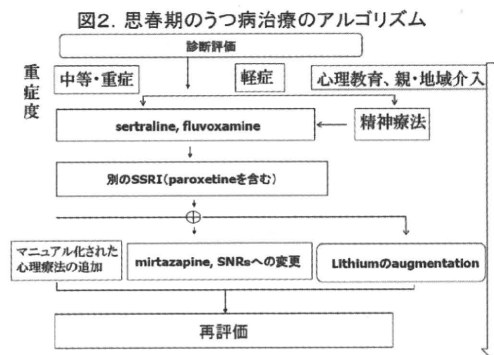 図2. 思春期のうつ病治療のアルゴリズム
診断評価
重症度
中等・重症
軽症
心理教育、親・地域介入
sertraline, fluvoxamine
精神療法
別のSSRI(paroxetineを含む)
マニュアル化された
心理療法の追加
mirtazapine, SNRsへの変更
Lithiumのaugmentation
再評価